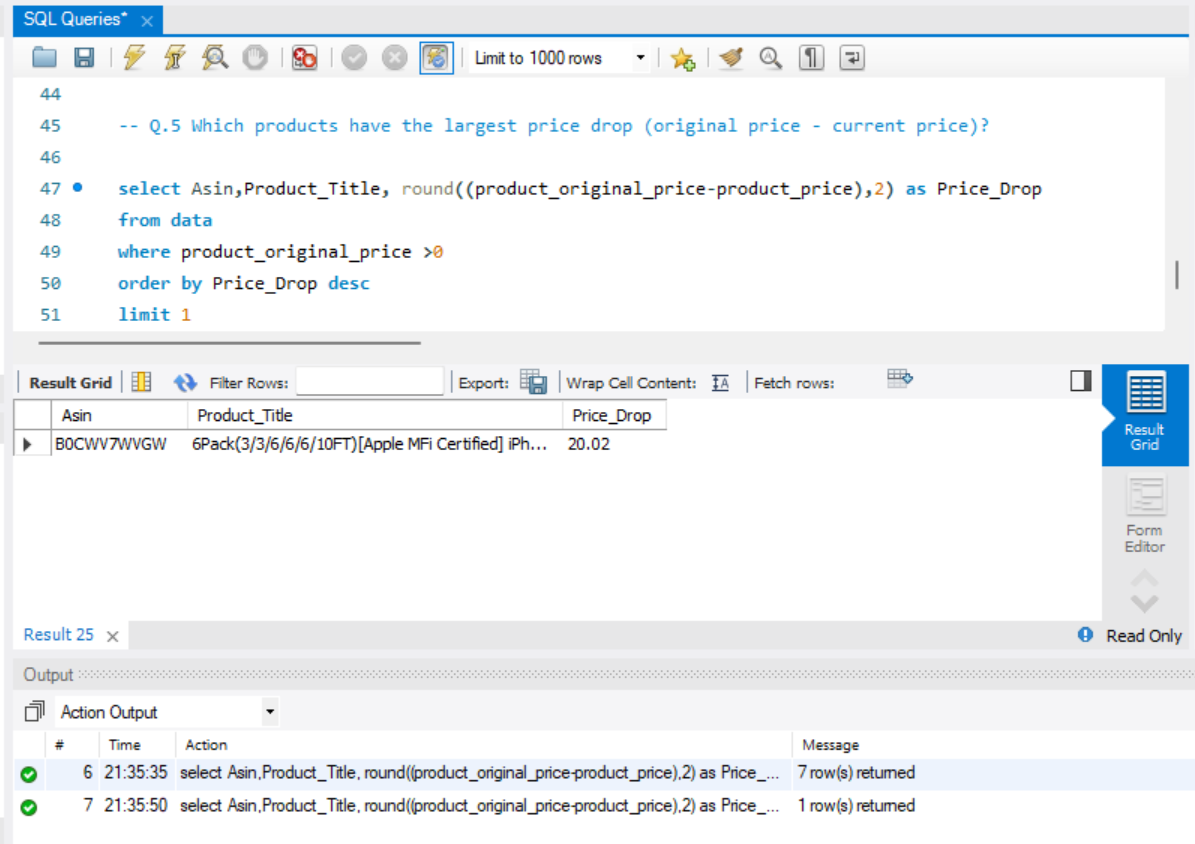 SQL Queries* ×
Limit to 1000 rows
44
45 -- Q.5 Which products have the largest price drop (original price - current price)?
46
47 select Asin,Product_Title, round((product_original_price-product_price),2) as Price_Drop
48 from data
49 where product_original_price >0
50 order by Price_Drop desc
51 limit 1
Result Grid Filter Rows: Export: Wrap Cell Content: IA Fetch rows:
Asin Product_Title Price_Drop
B0CWV7WVGW 6Pack(3/3/6/6/6/10FT)[Apple MFi Certified] iPh... 20.02
Result
Grid
Form
Editor
Result 25 × Read Only
Output
Action Output
# Time Action Message
6 21:35:35 select Asin,Product_Title, round((product_original_price-product_price),2) as Price_... 7 row(s) returned
7 21:35:50 select Asin,Product_Title, round((product_original_price-product_price),2) as Price_... 1 row(s) returned